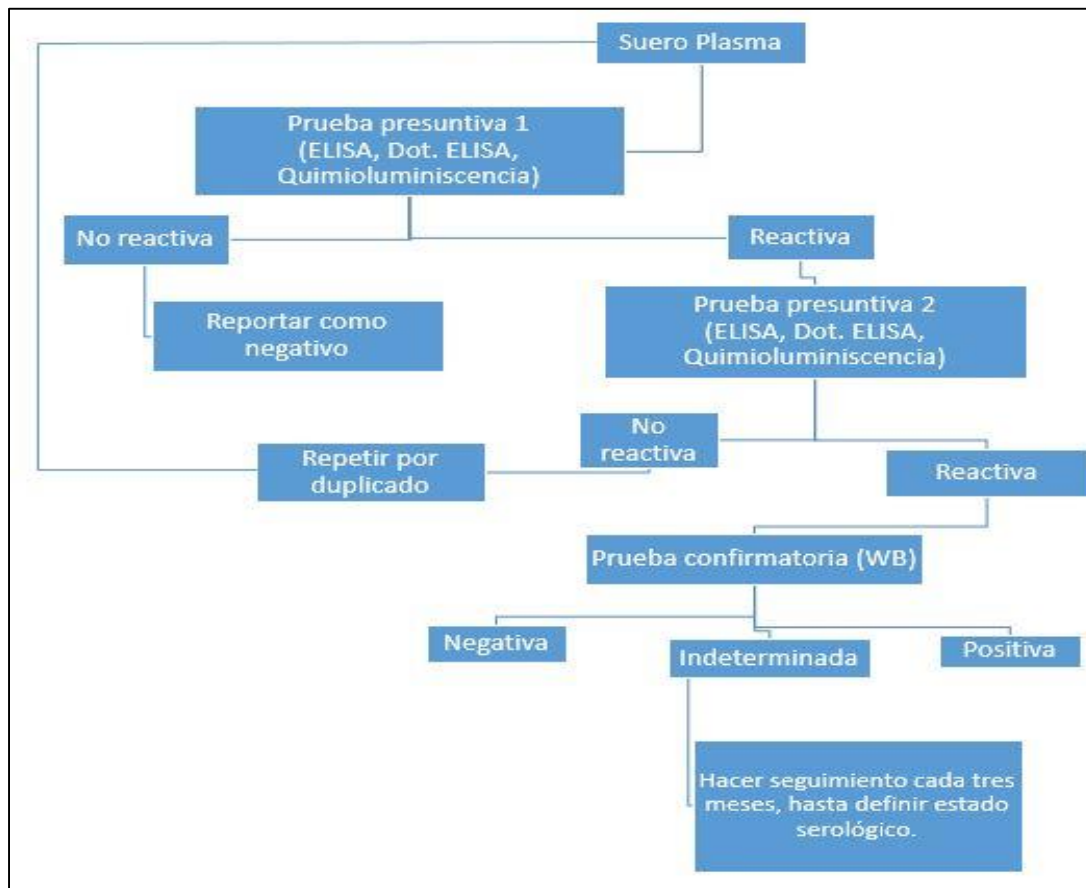 Suero Plasma
Prueba presuntiva 1
(ELISA, Dot. ELISA,
Quimioluminiscencia)
No reactiva
Reactiva
Reportar como
negativo
Prueba presuntiva 2
(ELISA, Dot. ELISA,
Quimioluminiscencia)
No
reactiva
Repetir por
duplicado
Reactiva
Prueba confirmatoria (WB)
Negativa
Indeterminada
Positiva
Hacer seguimiento cada tres
meses, hasta definir estado
serológico.